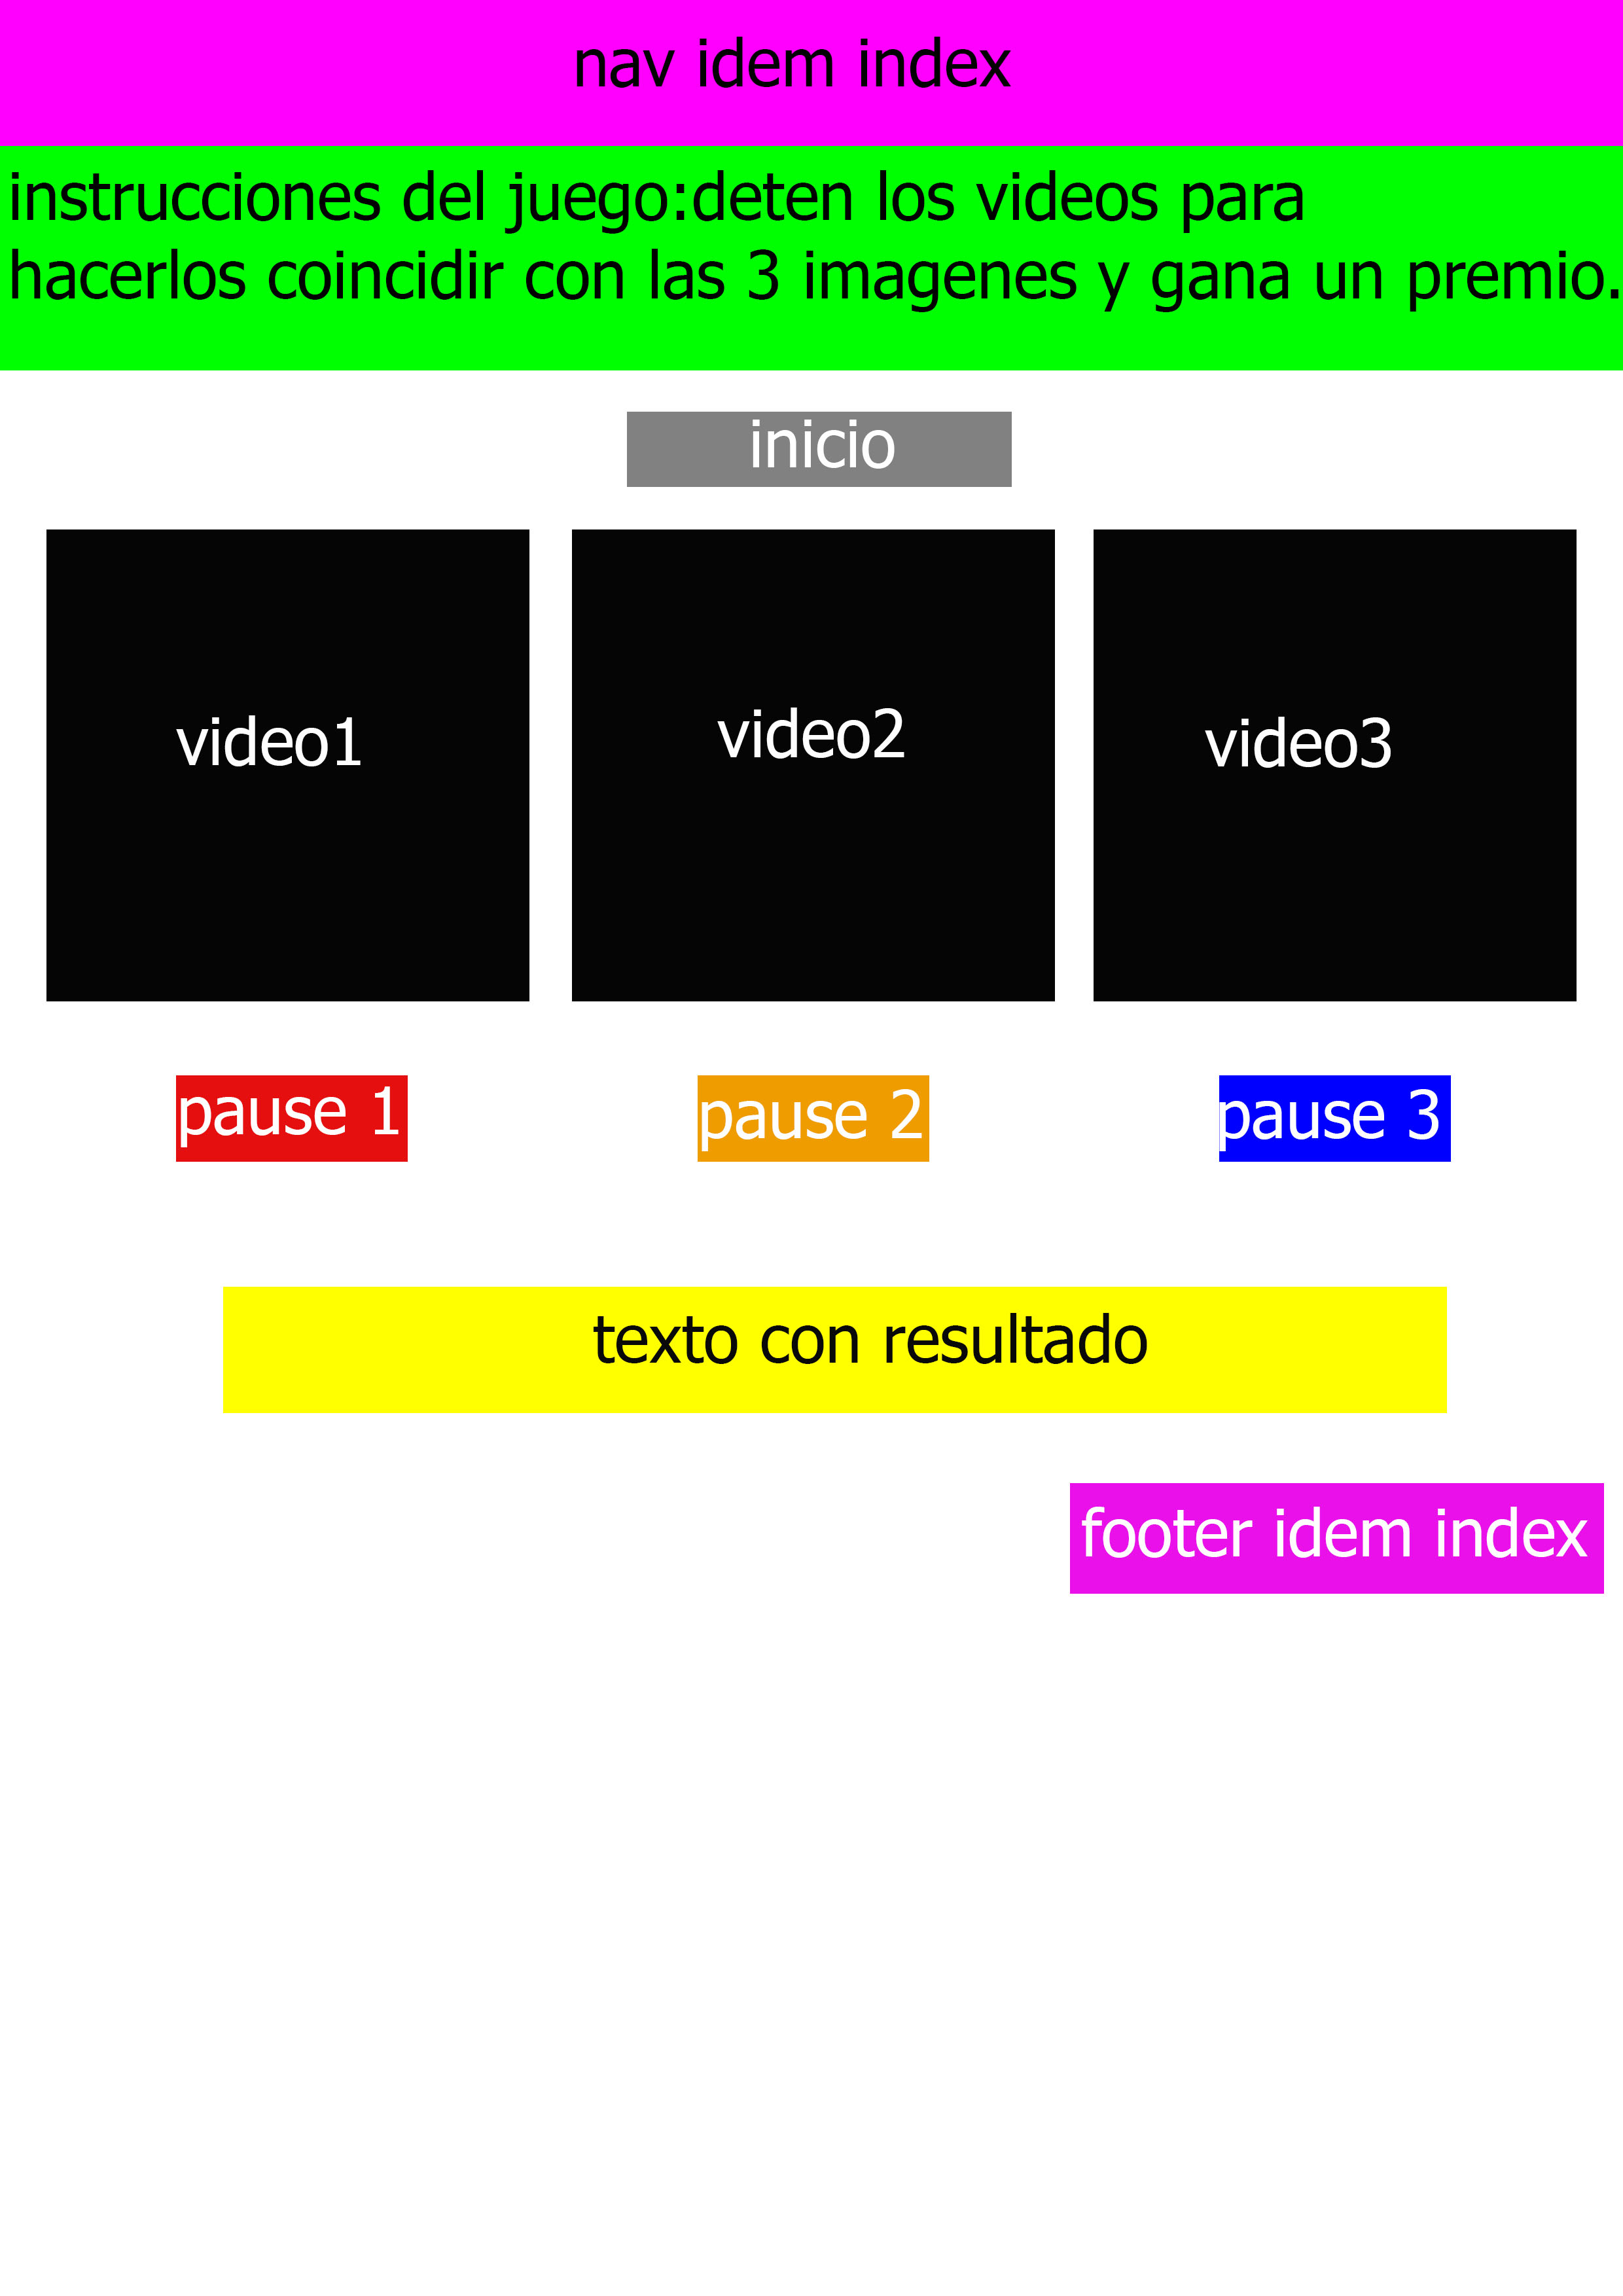 nav idem index
instrucciones del juego:deten los videos para
hacerlos coincidir con las 3 imagenes y gana un premio.
inicio
video1
video2
video3
pause 1
pause 2
pause 3
texto con resultado
footer idem index